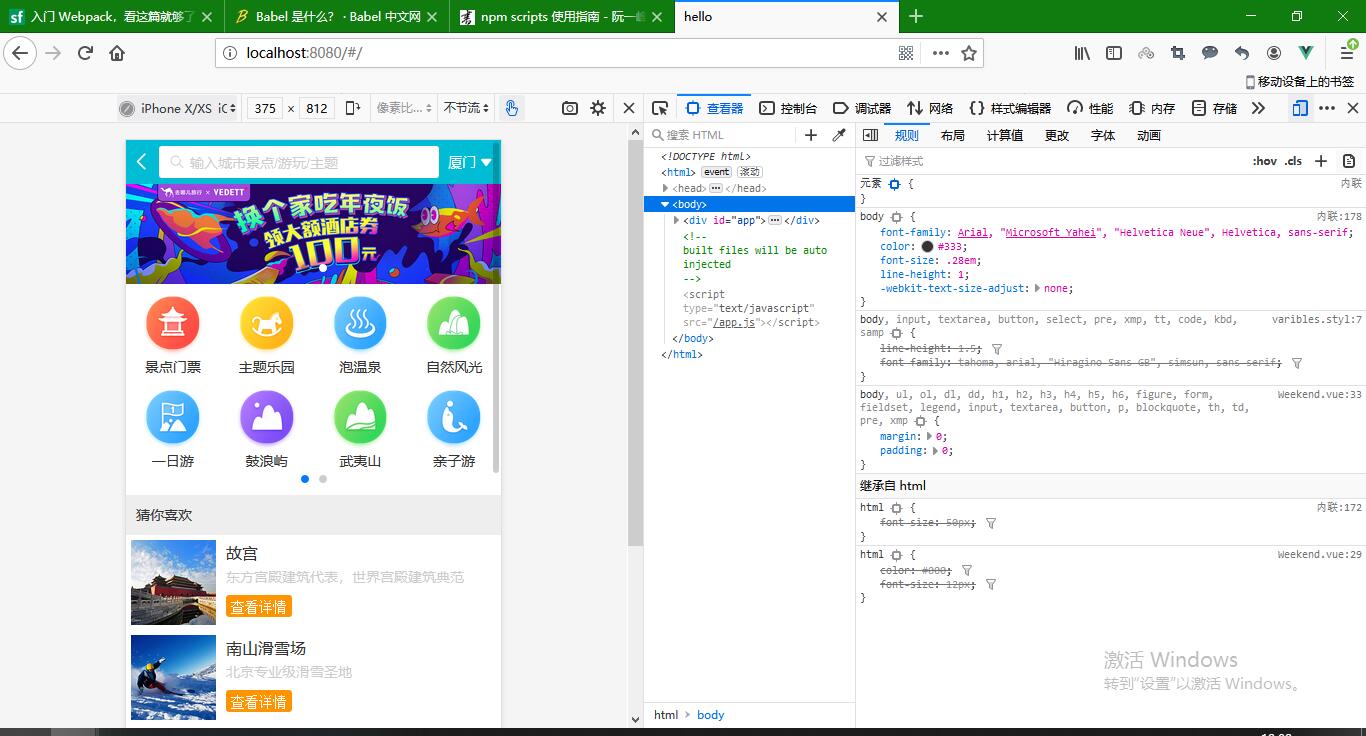 入门 Webpack，看这篇就够了
Babel 是什么？ · Babel 中文网
npm scripts 使用指南 - 阮一峰
hello
localhost:8080/#/
移动设备上的书签
iPhone X/XS iO
375 × 812
像素比...
不节流
查看器
控制台
调试器
网络
样式编辑器
性能
内存
存储
输入城市景点/游玩/主题
厦门
去哪儿旅行 × VEDETT
换个家吃年夜饭
领大额酒店券
100元
景点门票
主题乐园
泡温泉
自然风光
一日游
鼓浪屿
武夷山
亲子游
猜你喜欢
故宫
东方宫殿建筑代表，世界宫殿建筑典范
查看详情
南山滑雪场
北京专业级滑雪圣地
查看详情
搜索 HTML
<!DOCTYPE html>
<html> event 滚动
<head> ••• </head>
<body>
<div id="app"> ••• </div>
<!--
built files will be auto
injected
-->
<script
type="text/javascript"
src="/app.js"></script>
</body>
</html>
html › body
规则
布局
计算值
更改
字体
动画
过滤样式
:hov .cls
元素 {
内联
}
body {
内联:178
font-family: Arial, "Microsoft Yahei", "Helvetica Neue", Helvetica, sans-serif;
color: #333;
font-size: .28em;
line-height: 1;
-webkit-text-size-adjust: none;
}
body, input, textarea, button, select, pre, xmp, tt, code, kbd,
varibles.styl:7
samp {
line-height: 1.5;
font-family: tahoma, arial, "Hiragino Sans GB", simsun, sans-serif;
}
body, ul, ol, dl, dd, h1, h2, h3, h4, h5, h6, figure, form,
Weekend.vue:33
fieldset, legend, input, textarea, button, p, blockquote, th, td,
pre, xmp {
margin: 0;
padding: 0;
}
继承自 html
html {
内联:172
font-size: 50px;
}
html {
Weekend.vue:29
color: #000;
font-size: 12px;
}
激活 Windows
转到"设置"以激活 Windows。